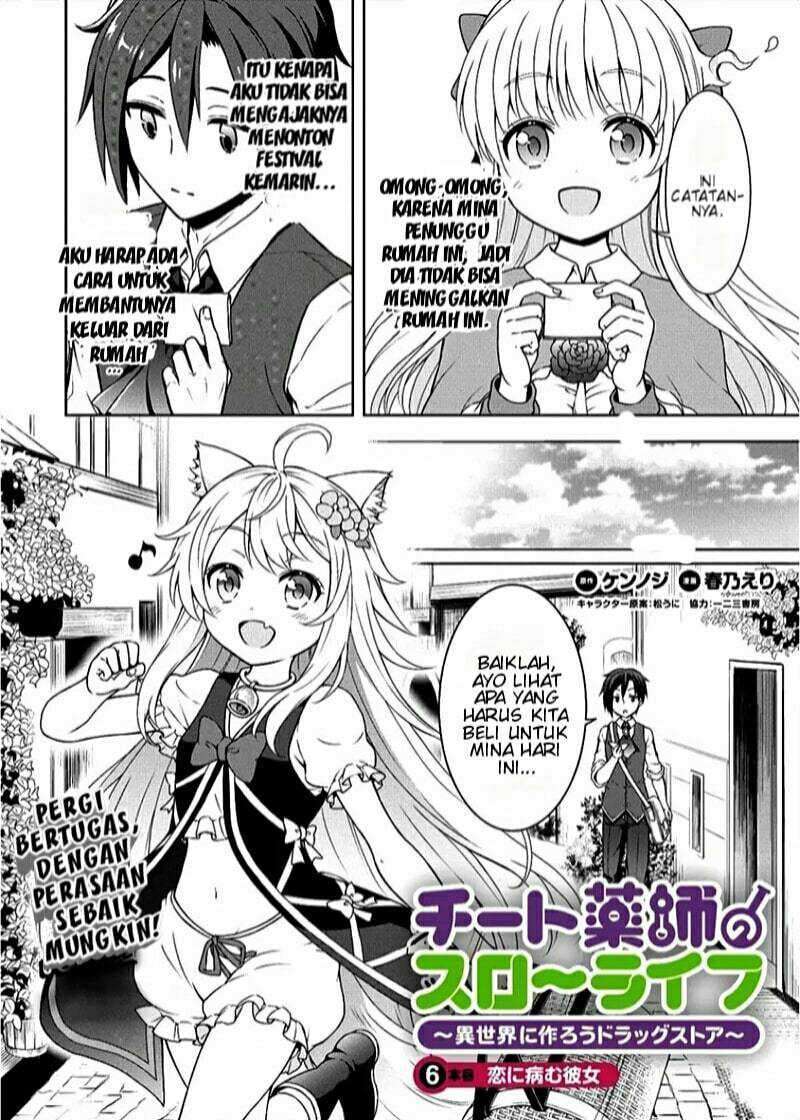 INI
CATATAN-
NYA.
OMONG-OMONG,
KARENA MINA
PENUNGGU
RUMAH INI, JADI
DIA TIDAK BISA
MENINGGALKAN
RUMAH INI.
ITU KENAPA
AKU TIDAK BISA
MENGAJAKNYA
MENONTON
FESTIVAL
KEMARIN...
AKU HARAP ADA
CARA UNTUK
MEMBANTUNYA
KELUAR DARI
RUMAH
...
原作 ケンノジ 漫画 春乃えり
キャラクター原案：松うに 協力：一二三書房
BAIKLAH,
AYO LIHAT
APA YANG
HARUS KITA
BELI UNTUK
MINA HARI
INI...
PERGI
BERTUGAS,
DENGAN
PERASAAN
SEBAIK
MUNGKIN!
チート薬師の
スローライフ
～異世界に作ろうドラッグストア～
6本目 恋に病む彼女